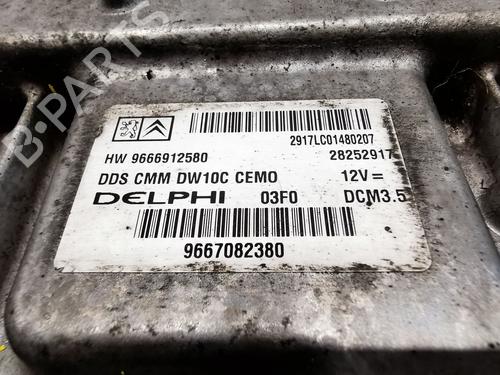 B-PARTS
2917LC01480207
HW 9666912580
28252917
DDS CMM DW10C CEMO
12V =
DELPHI
03F0
DCM3.5
9667082380